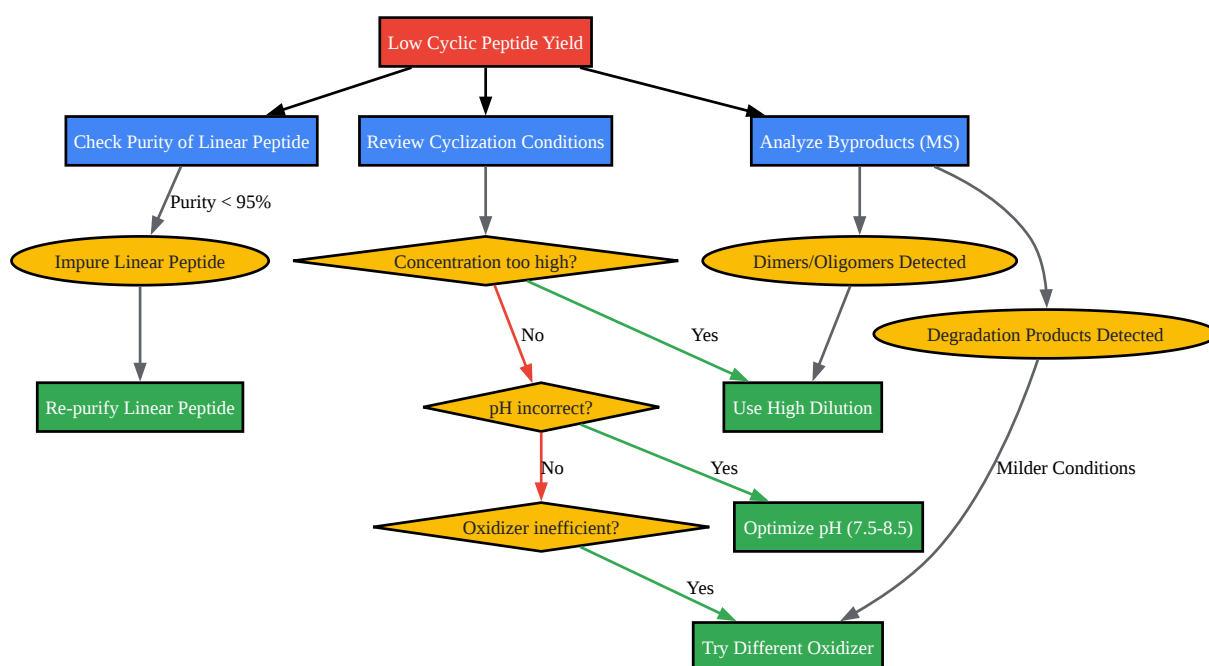 Low Cyclic Peptide Yield
Check Purity of Linear Peptide
Review Cyclization Conditions
Analyze Byproducts (MS)
Purity < 95%
Impure Linear Peptide
Concentration too high?
Dimers/Oligomers Detected
Degradation Products Detected
No
Yes
Re-purify Linear Peptide
pH incorrect?
Use High Dilution
No
Yes
Milder Conditions
Oxidizer inefficient?
Optimize pH (7.5-8.5)
Yes
Try Different Oxidizer